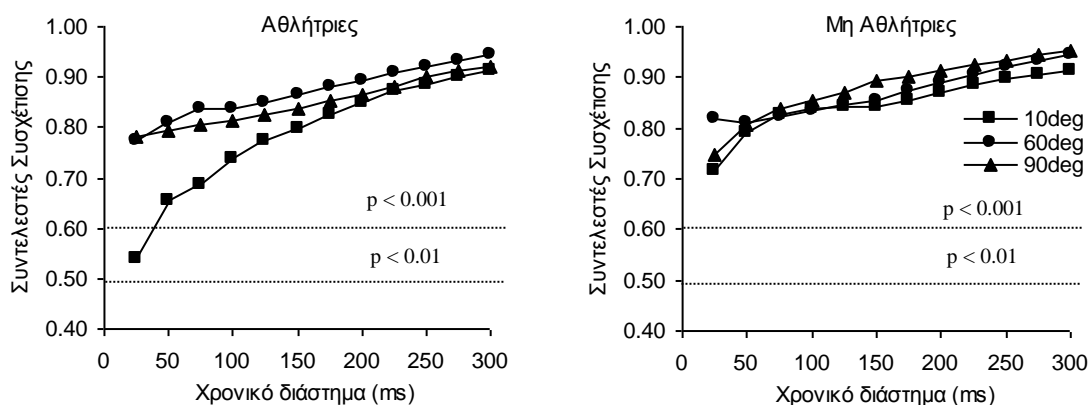 Αθλήτριες
Συντελεστές Συσχέτισης
1.00
0.90
0.80
0.70
0.60
0.50
0.40
p < 0.001
p < 0.01
0 50 100 150 200 250 300
Χρονικό διάστημα (ms)
Μη Αθλήτριες
Συντελεστές Συσχέτισης
1.00
0.90
0.80
0.70
0.60
0.50
0.40
10deg
60deg
90deg
p < 0.001
p < 0.01
0 50 100 150 200 250 300
Χρονικό διάστημα (ms)